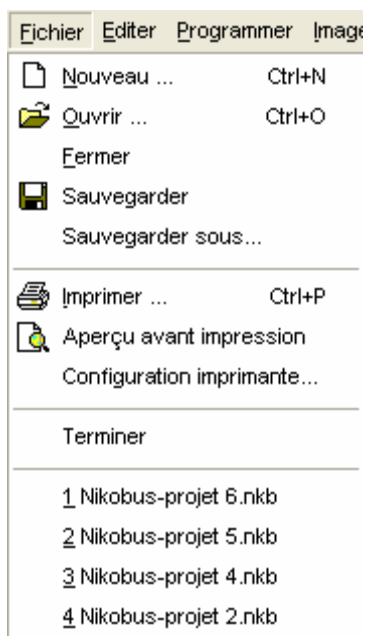 Fichier Editer Programmer Image
Nouveau ... Ctrl+N
Ouvrir ... Ctrl+O
Fermer
Sauvegarder
Sauvegarder sous...
Imprimer ... Ctrl+P
Aperçu avant impression
Configuration imprimante...
Terminer
1 Nikobus-projet 6.nkb
2 Nikobus-projet 5.nkb
3 Nikobus-projet 4.nkb
4 Nikobus-projet 2.nkb